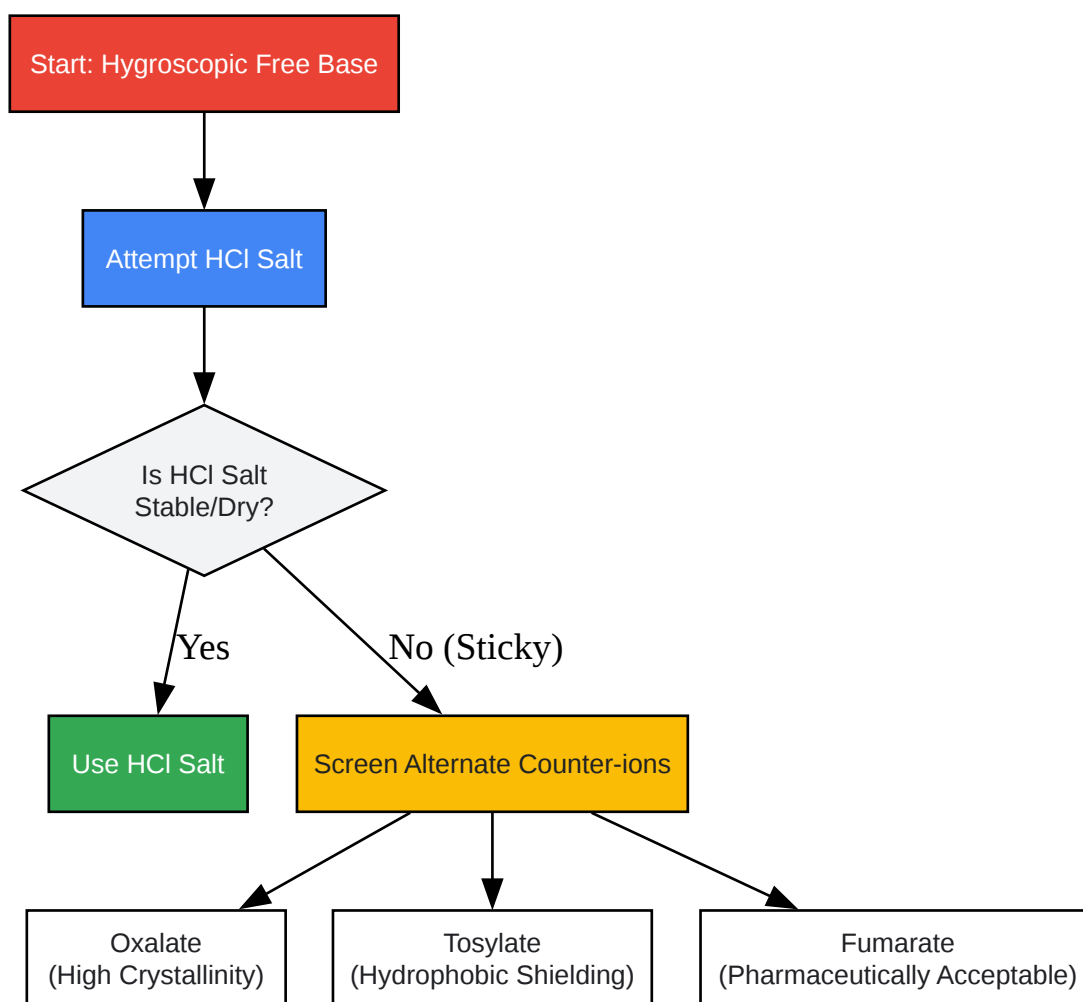 Start: Hygroscopic Free Base
Attempt HCl Salt
Is HCl Salt
Stable/Dry?
Yes
No (Sticky)
Use HCl Salt
Screen Alternate Counter-ions
Oxalate
(High Crystallinity)
Tosylate
(Hydrophobic Shielding)
Fumarate
(Pharmaceutically Acceptable)